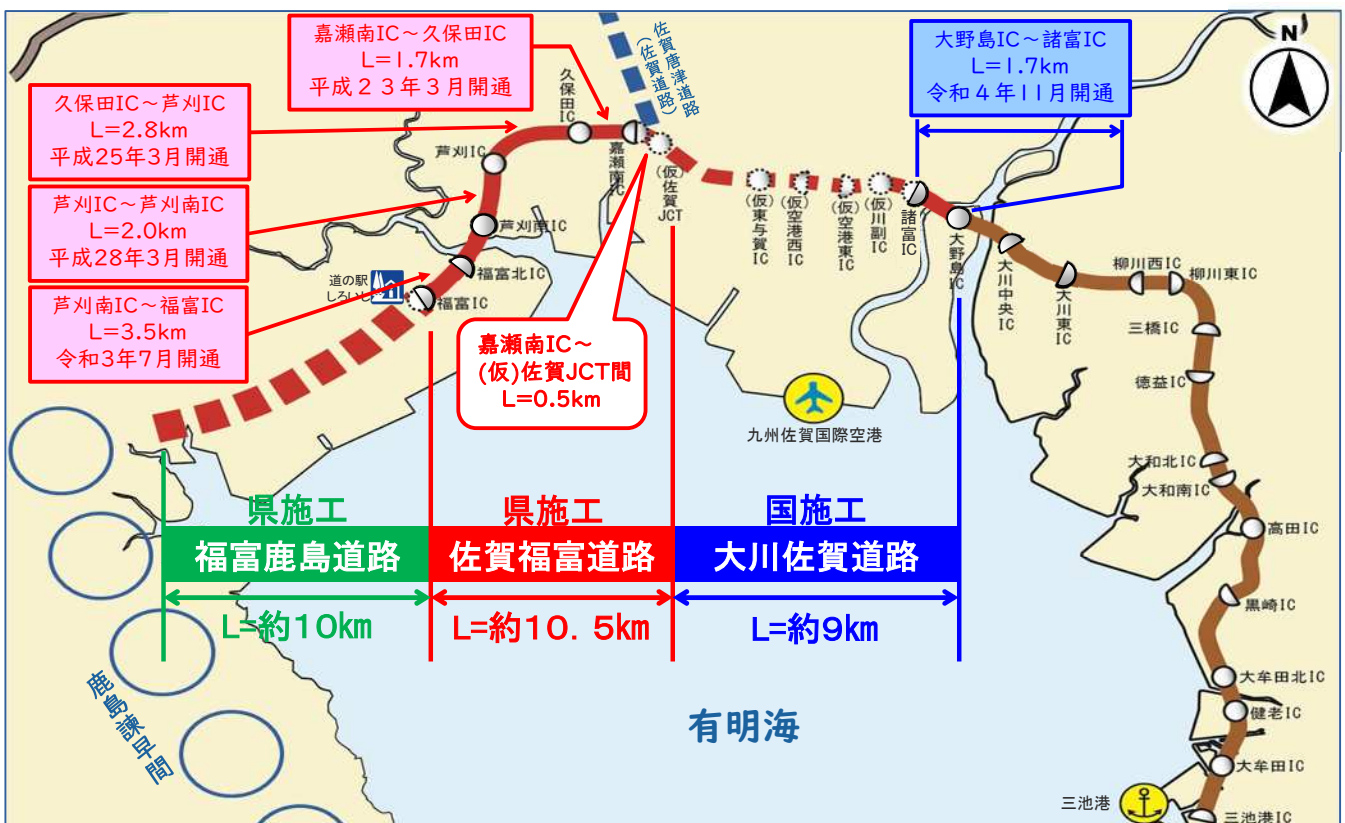 嘉瀬南IC～久保田IC
L=1.7km
平成23年3月開通
久保田IC～芦刈IC
L=2.8km
平成25年3月開通
芦刈IC～芦刈南IC
L=2.0km
平成28年3月開通
芦刈南IC～福富IC
L=3.5km
令和3年7月開通
大野島IC～諸富IC
L=1.7km
令和4年11月開通
N
佐賀唐津道路
(佐賀道路)
久保田IC
芦刈IC
嘉瀬南IC
(仮)佐賀JCT
(仮)東与賀IC
(仮)空港西IC
(仮)空港東IC
(仮)川副IC
諸富IC
大野島IC
大川中央IC
大川東IC
柳川西IC
柳川東IC
三橋IC
徳益IC
大和北IC
大和南IC
高田IC
黒崎IC
大牟田北IC
健老IC
大牟田IC
三池港IC
三池港
芦刈南IC
福富北IC
福富IC
道の駅
しろいし
嘉瀬南IC～
(仮)佐賀JCT間
L=0.5km
九州佐賀国際空港
県施工
福富鹿島道路
L=約10km
県施工
佐賀福富道路
L=約10.5km
国施工
大川佐賀道路
L=約9km
鹿島諫早間
有明海